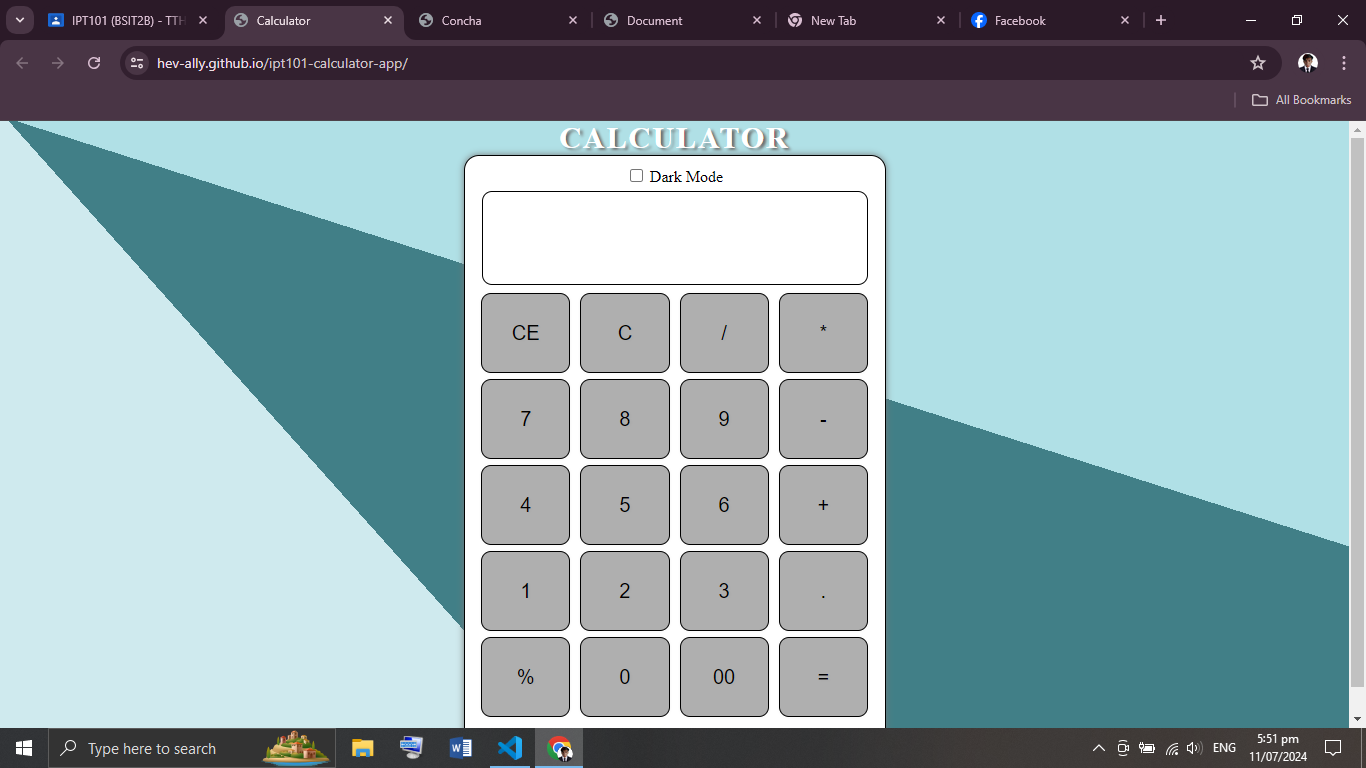 IPT101 (BSIT2B) - TTH
Calculator
Concha
Document
New Tab
Facebook
hev-ally.github.io/ipt101-calculator-app/
All Bookmarks
CALCULATOR
Dark Mode
CE C / *
7 8 9 -
4 5 6 +
1 2 3 .
% 0 00 =
Type here to search
ENG
5:51 pm
11/07/2024